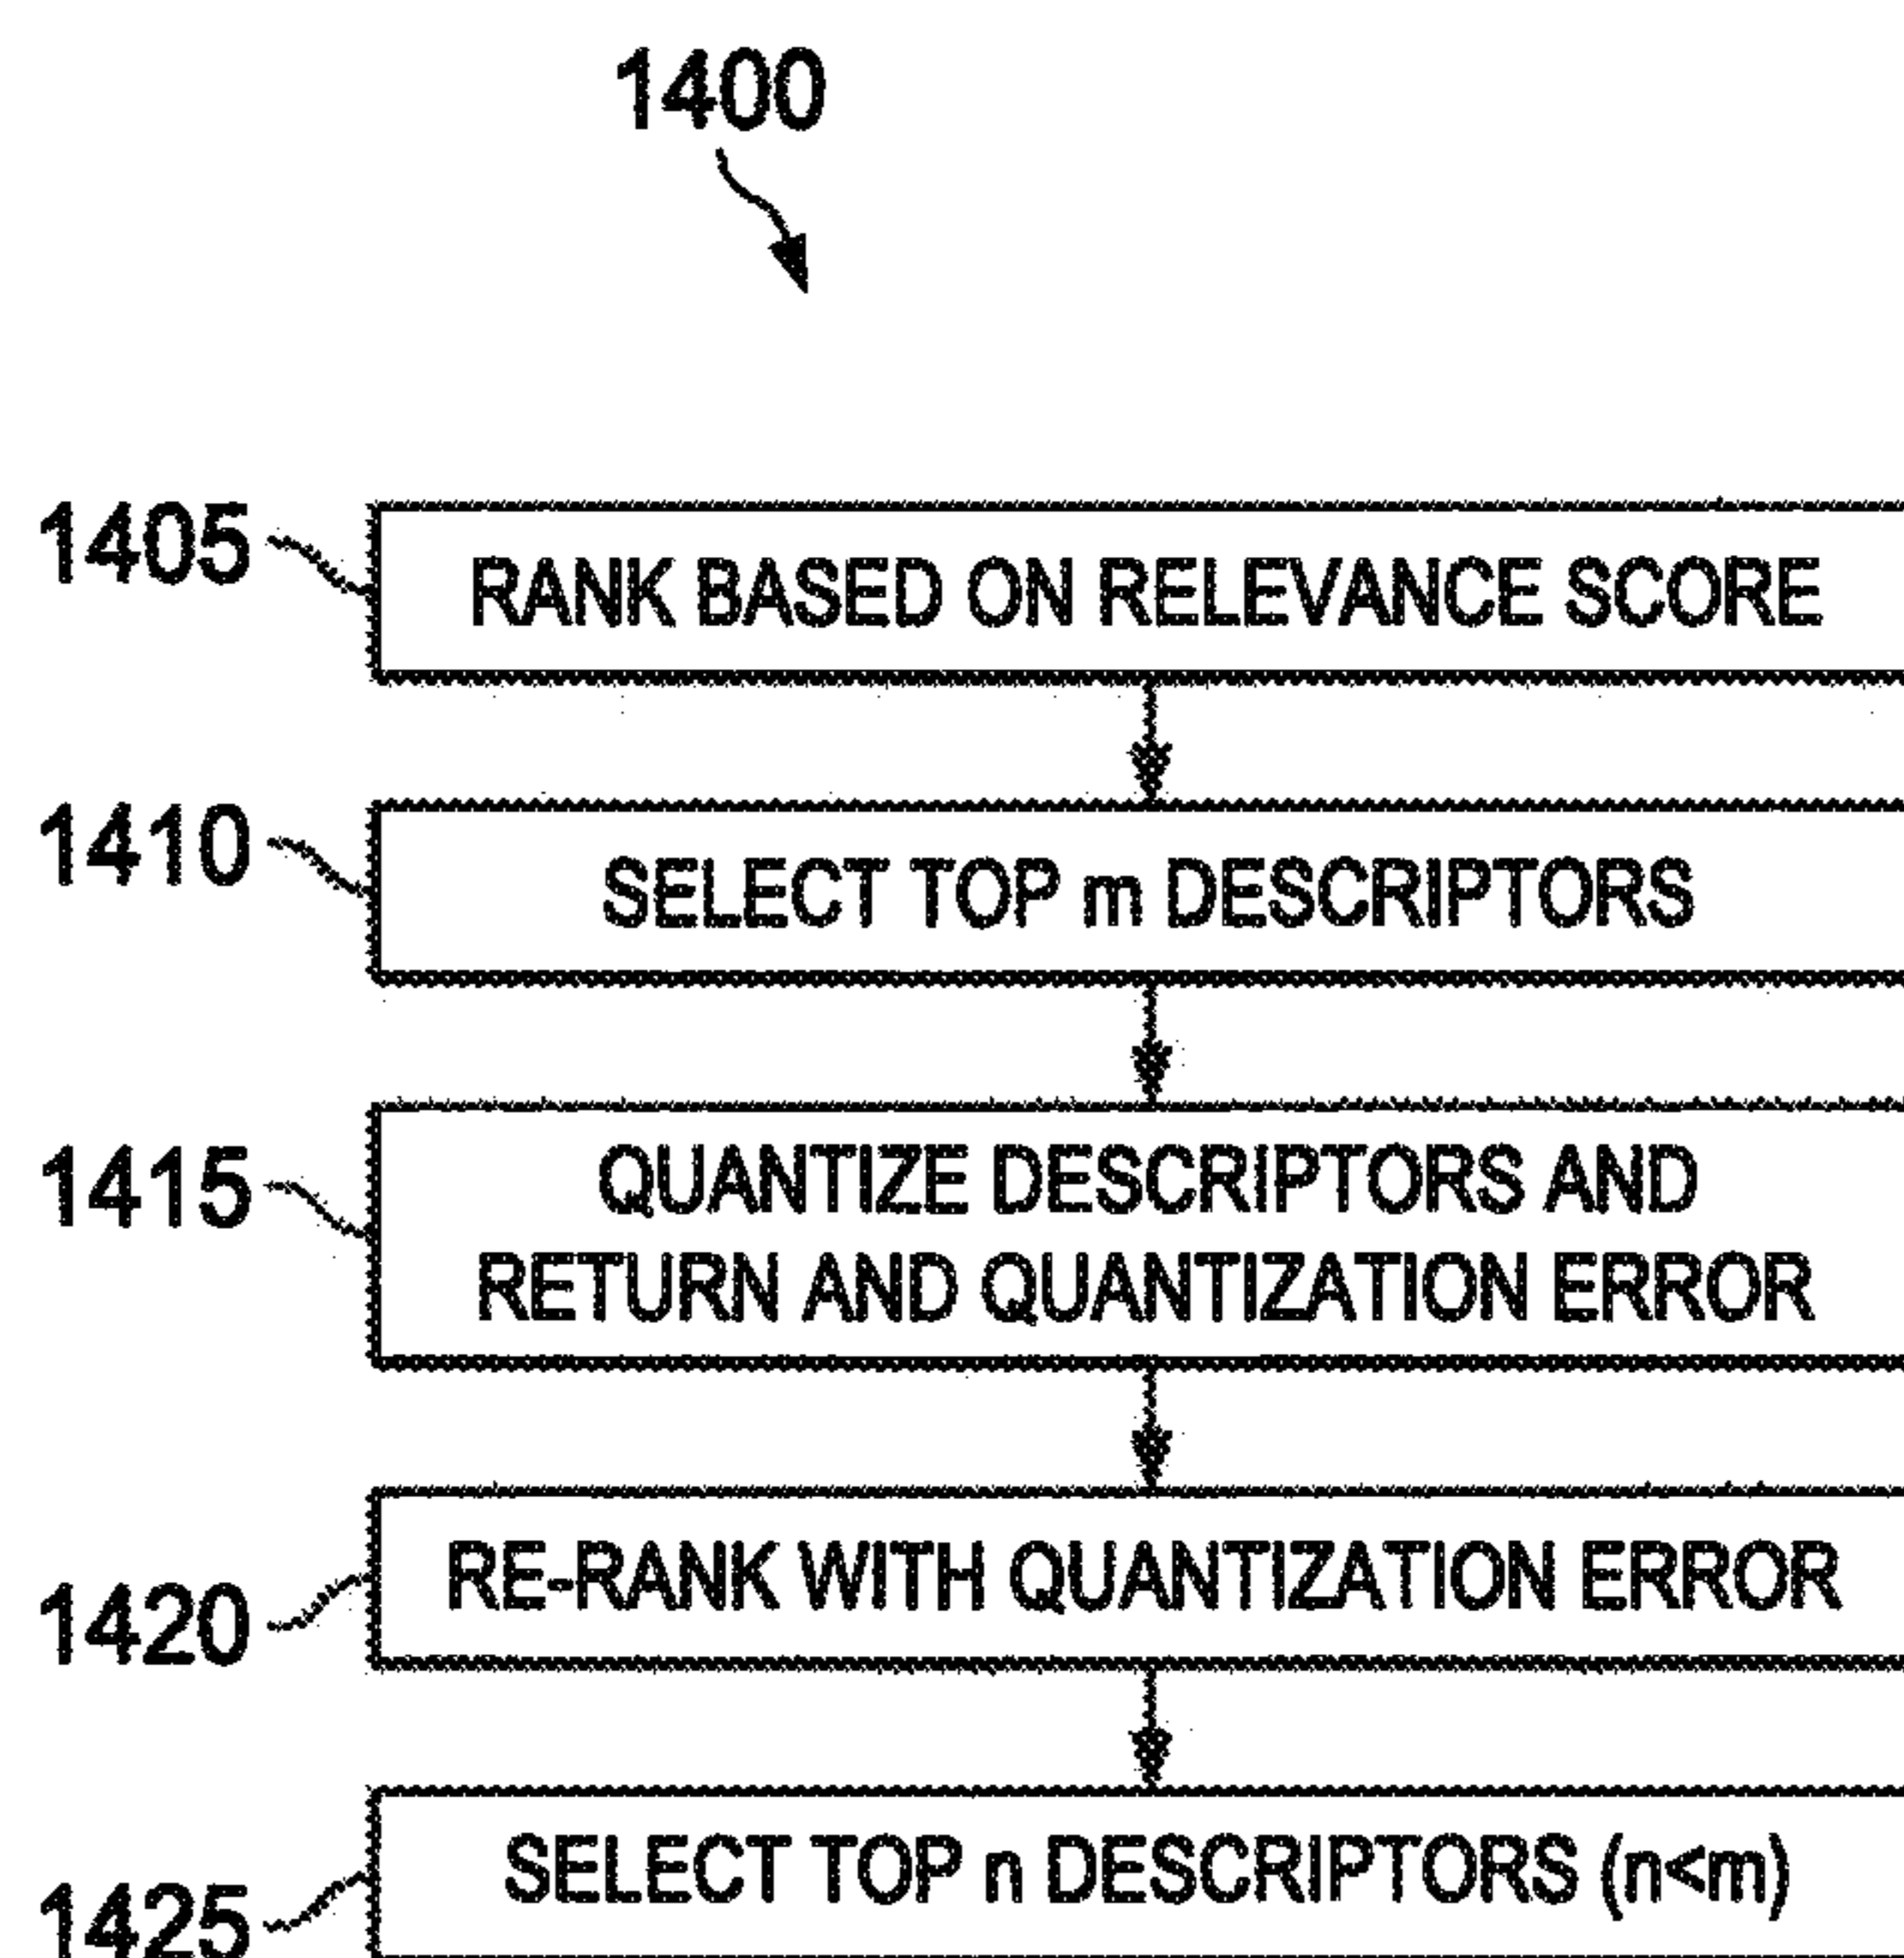 1400
1405
RANK BASED ON RELEVANCE SCORE
1410
SELECT TOP m DESCRIPTORS
1415
QUANTIZE DESCRIPTORS AND
RETURN AND QUANTIZATION ERROR
1420
RE-RANK WITH QUANTIZATION ERROR
1425
SELECT TOP n DESCRIPTORS (n<m)